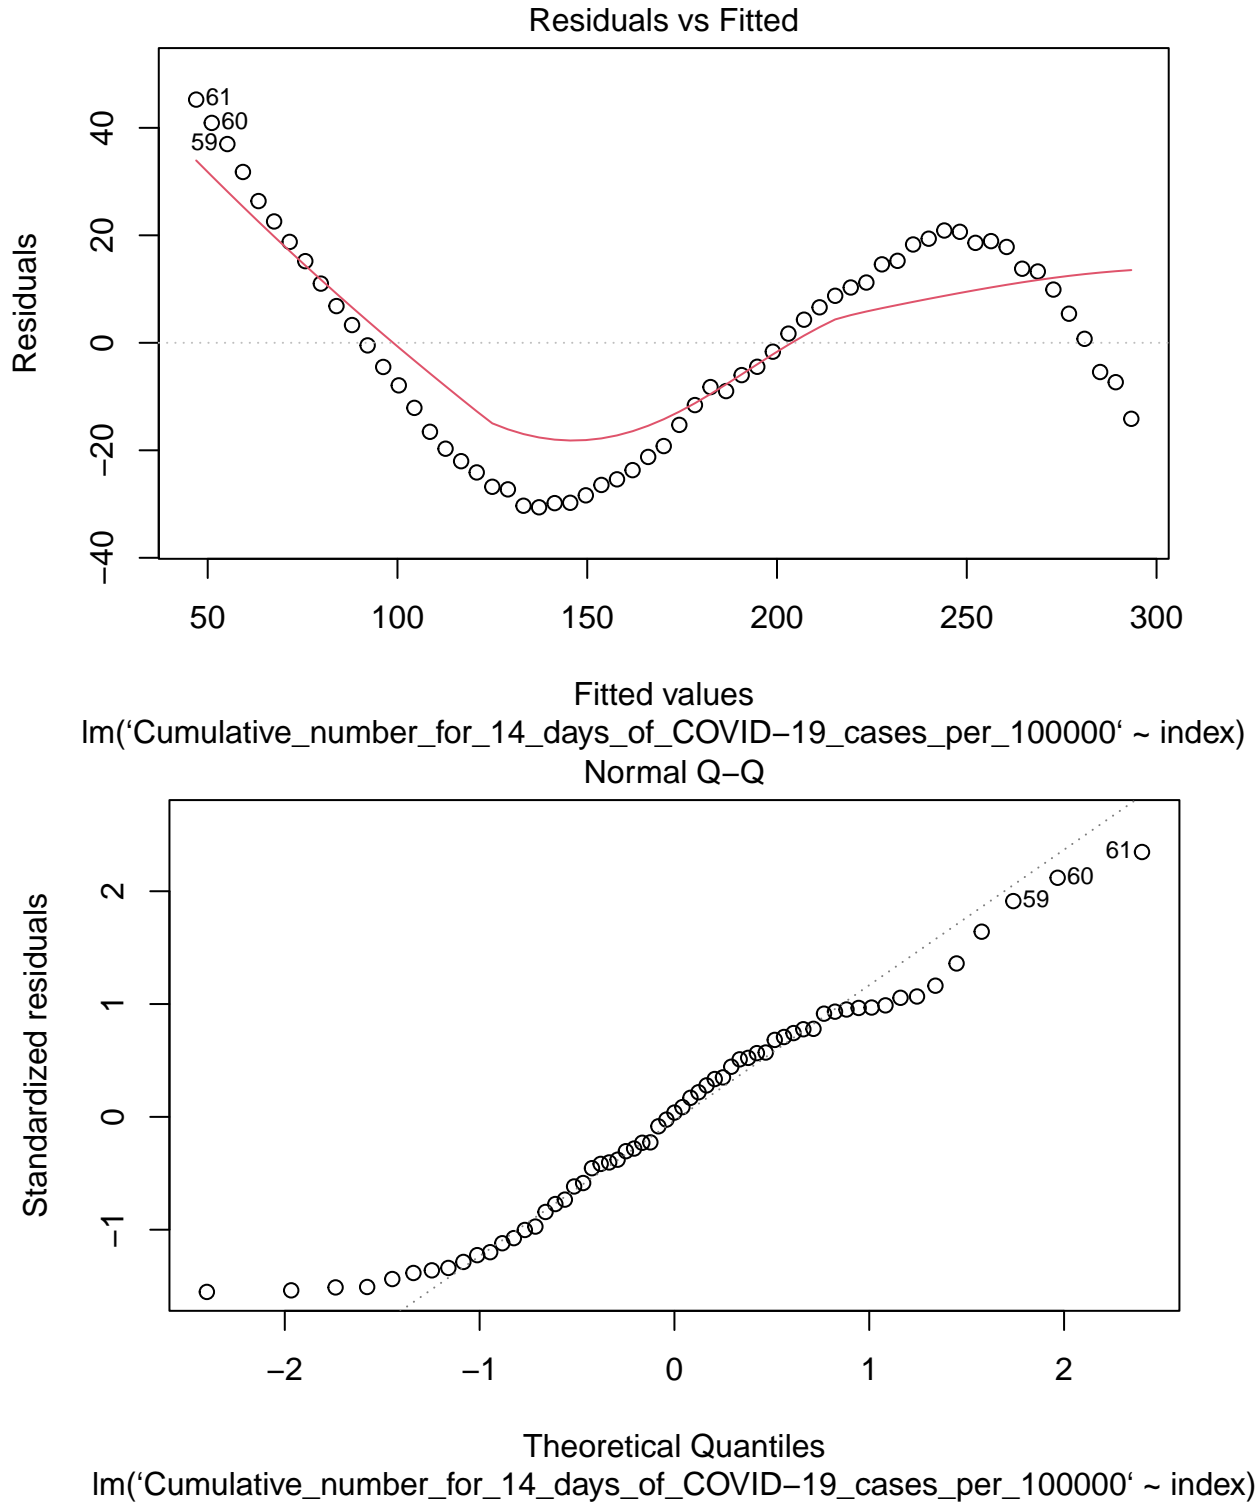 Residuals vs Fitted
Residuals
40
20
0
−20
−40
61
60
59
50 100 150 200 250 300
Fitted values
lm(‘Cumulative_number_for_14_days_of_COVID−19_cases_per_100000‘ ~ index)
Normal Q−Q
Standardized residuals
2
1
0
−1
61
60
59
−2 −1 0 1 2
Theoretical Quantiles
lm(‘Cumulative_number_for_14_days_of_COVID−19_cases_per_100000‘ ~ index)